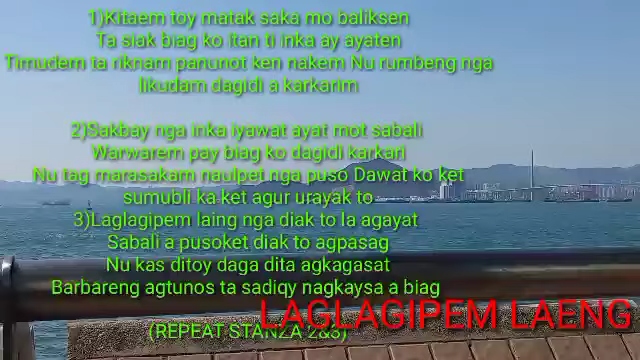 1)Kitaem toy matak saka mo baliksen
Ta siak biag ko itan ti inka ay ayaten
Timudem ta riknam panunot ken nakem Nu rumbeng nga
likudam dagidi a karkarim
2)Sakbay nga inka iyawat ayat mot sabali
Warwarem pay biag ko dagidi karkari
Nu tag marasakam naulpet nga puso Dawat ko ket
sumubli ka ket agur urayak to
3)Laglagipem laing nga diak to la agayat
Sabali a pusoket diak to agpasag
Nu kas ditoy daga dita agkagasat
Barbareng agtunos ta sadiqy nagkaysa a biag
LAGLAGIPEM LAENG
(REPEAT STANZA 2&3)